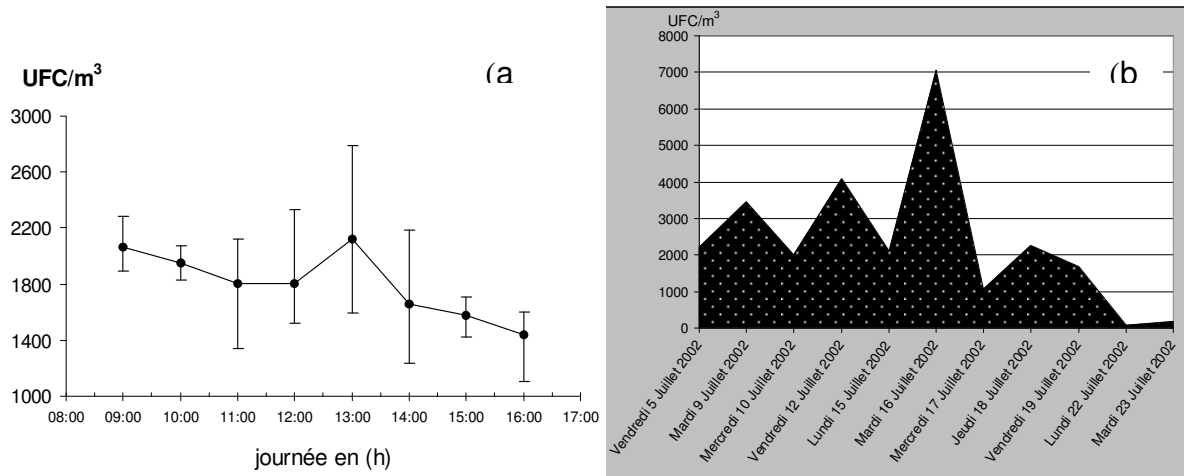 UFC/m³
(a
3000
2600
2200
1800
1400
1000
08:00 09:00 10:00 11:00 12:00 13:00 14:00 15:00 16:00 17:00
journée en (h)
UFC/m³
(b
8000
7000
6000
5000
4000
3000
2000
1000
0
Vendredi 5 Juillet 2002
Mardi 9 Juillet 2002
Mercredi 10 Juillet 2002
Vendredi 12 Juillet 2002
Lundi 15 Juillet 2002
Mardi 16 Juillet 2002
Mercredi 17 Juillet 2002
Jeudi 18 Juillet 2002
Vendredi 19 Juillet 2002
Lundi 22 Juillet 2002
Mardi 23 Juillet 2002